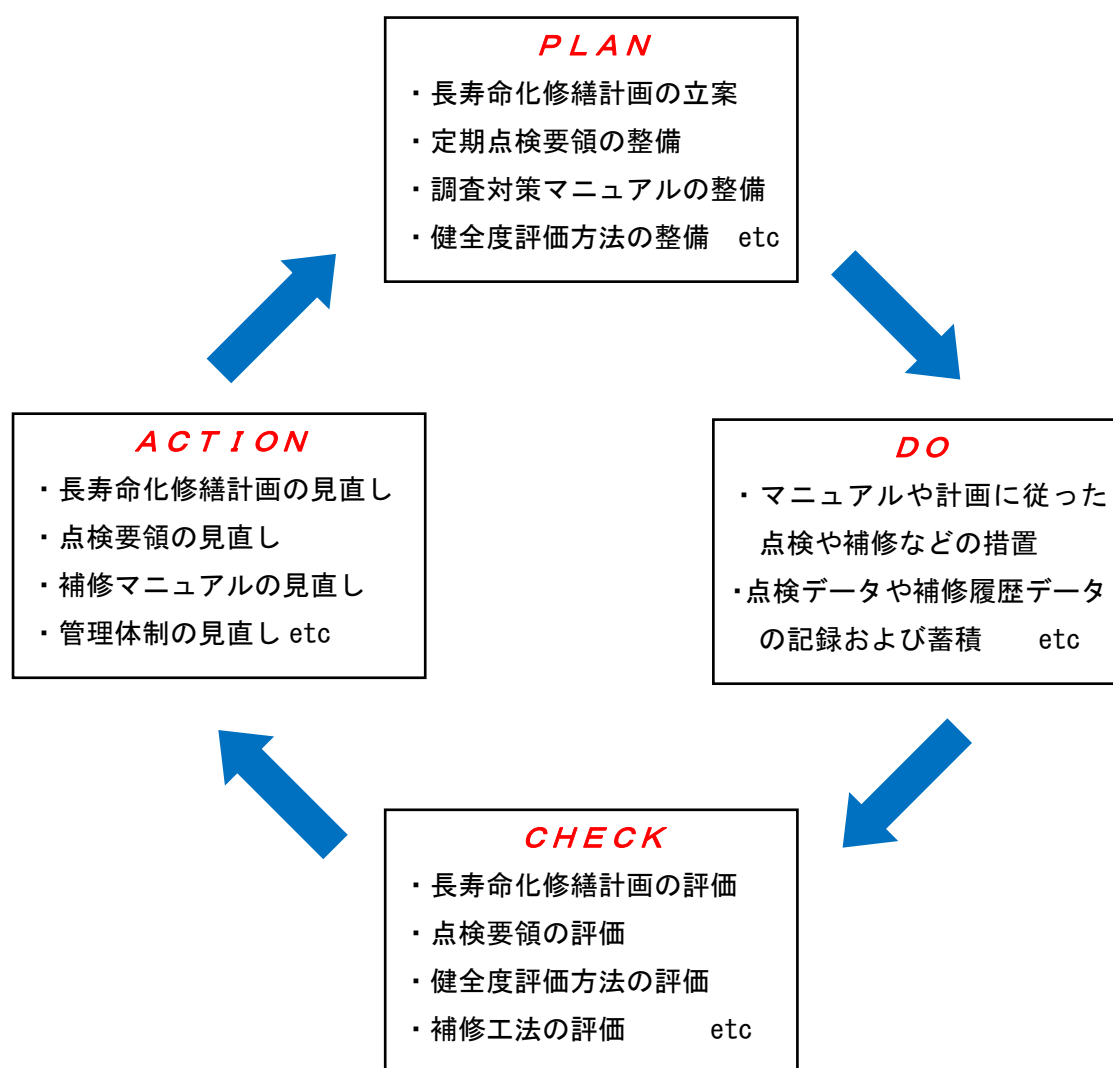 PLAN
・長寿命化修繕計画の立案
・定期点検要領の整備
・調査対策マニュアルの整備
・健全度評価方法の整備 etc
ACTION
・長寿命化修繕計画の見直し
・点検要領の見直し
・補修マニュアルの見直し
・管理体制の見直し etc
DO
・マニュアルや計画に従った
点検や補修などの措置
・点検データや補修履歴データ
の記録および蓄積 etc
CHECK
・長寿命化修繕計画の評価
・点検要領の評価
・健全度評価方法の評価
・補修工法の評価 etc